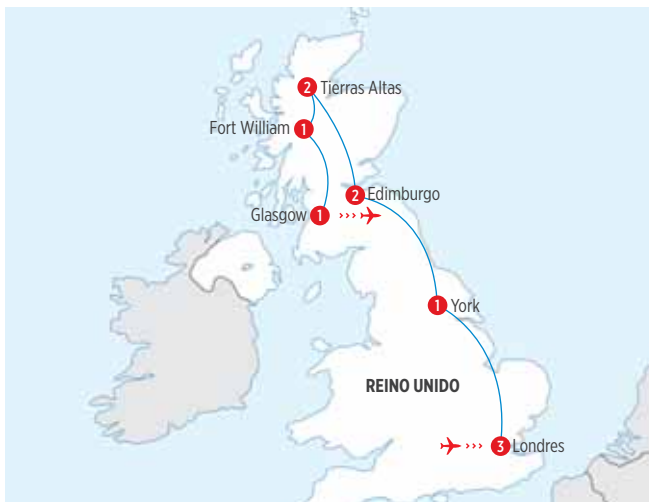 2 Tierras Altas
Fort William 1
2 Edimburgo
Glasgow 1
1 York
REINO UNIDO
3 Londres